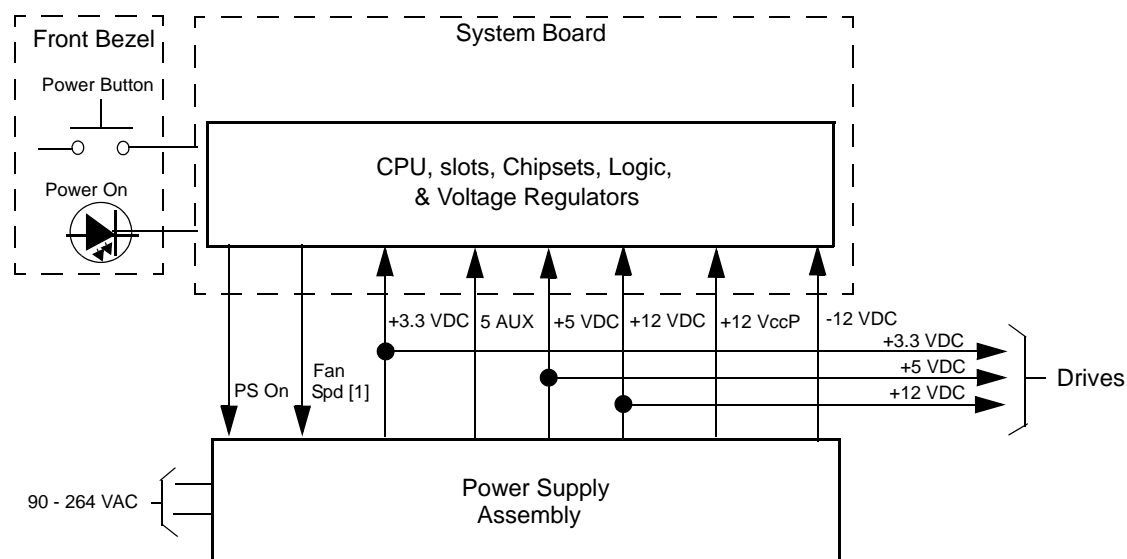 Front Bezel
System Board
Power Button
CPU, slots, Chipsets, Logic,
& Voltage Regulators
Power On
+3.3 VDC
5 AUX
+5 VDC
+12 VDC
+12 VccP
-12 VDC
+3.3 VDC
+5 VDC
+12 VDC
Drives
PS On
Fan
Spd [1]
90 - 264 VAC
Power Supply
Assembly